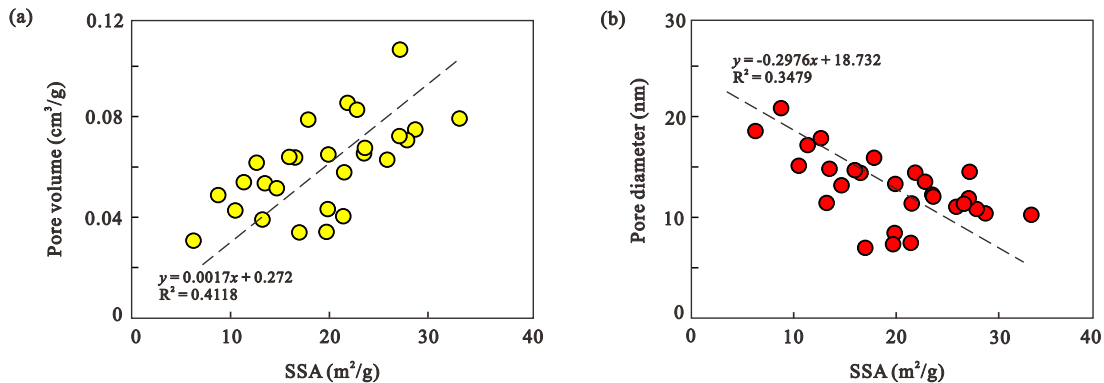 (a)
0.12
0.08
0.04
0
Pore volume (cm³/g)
y = 0.0017x + 0.272
R² = 0.4118
0 10 20 30 40
SSA (m²/g)
(b)
30
20
10
0
Pore diameter (nm)
y = -0.2976x + 18.732
R² = 0.3479
0 10 20 30 40
SSA (m²/g)